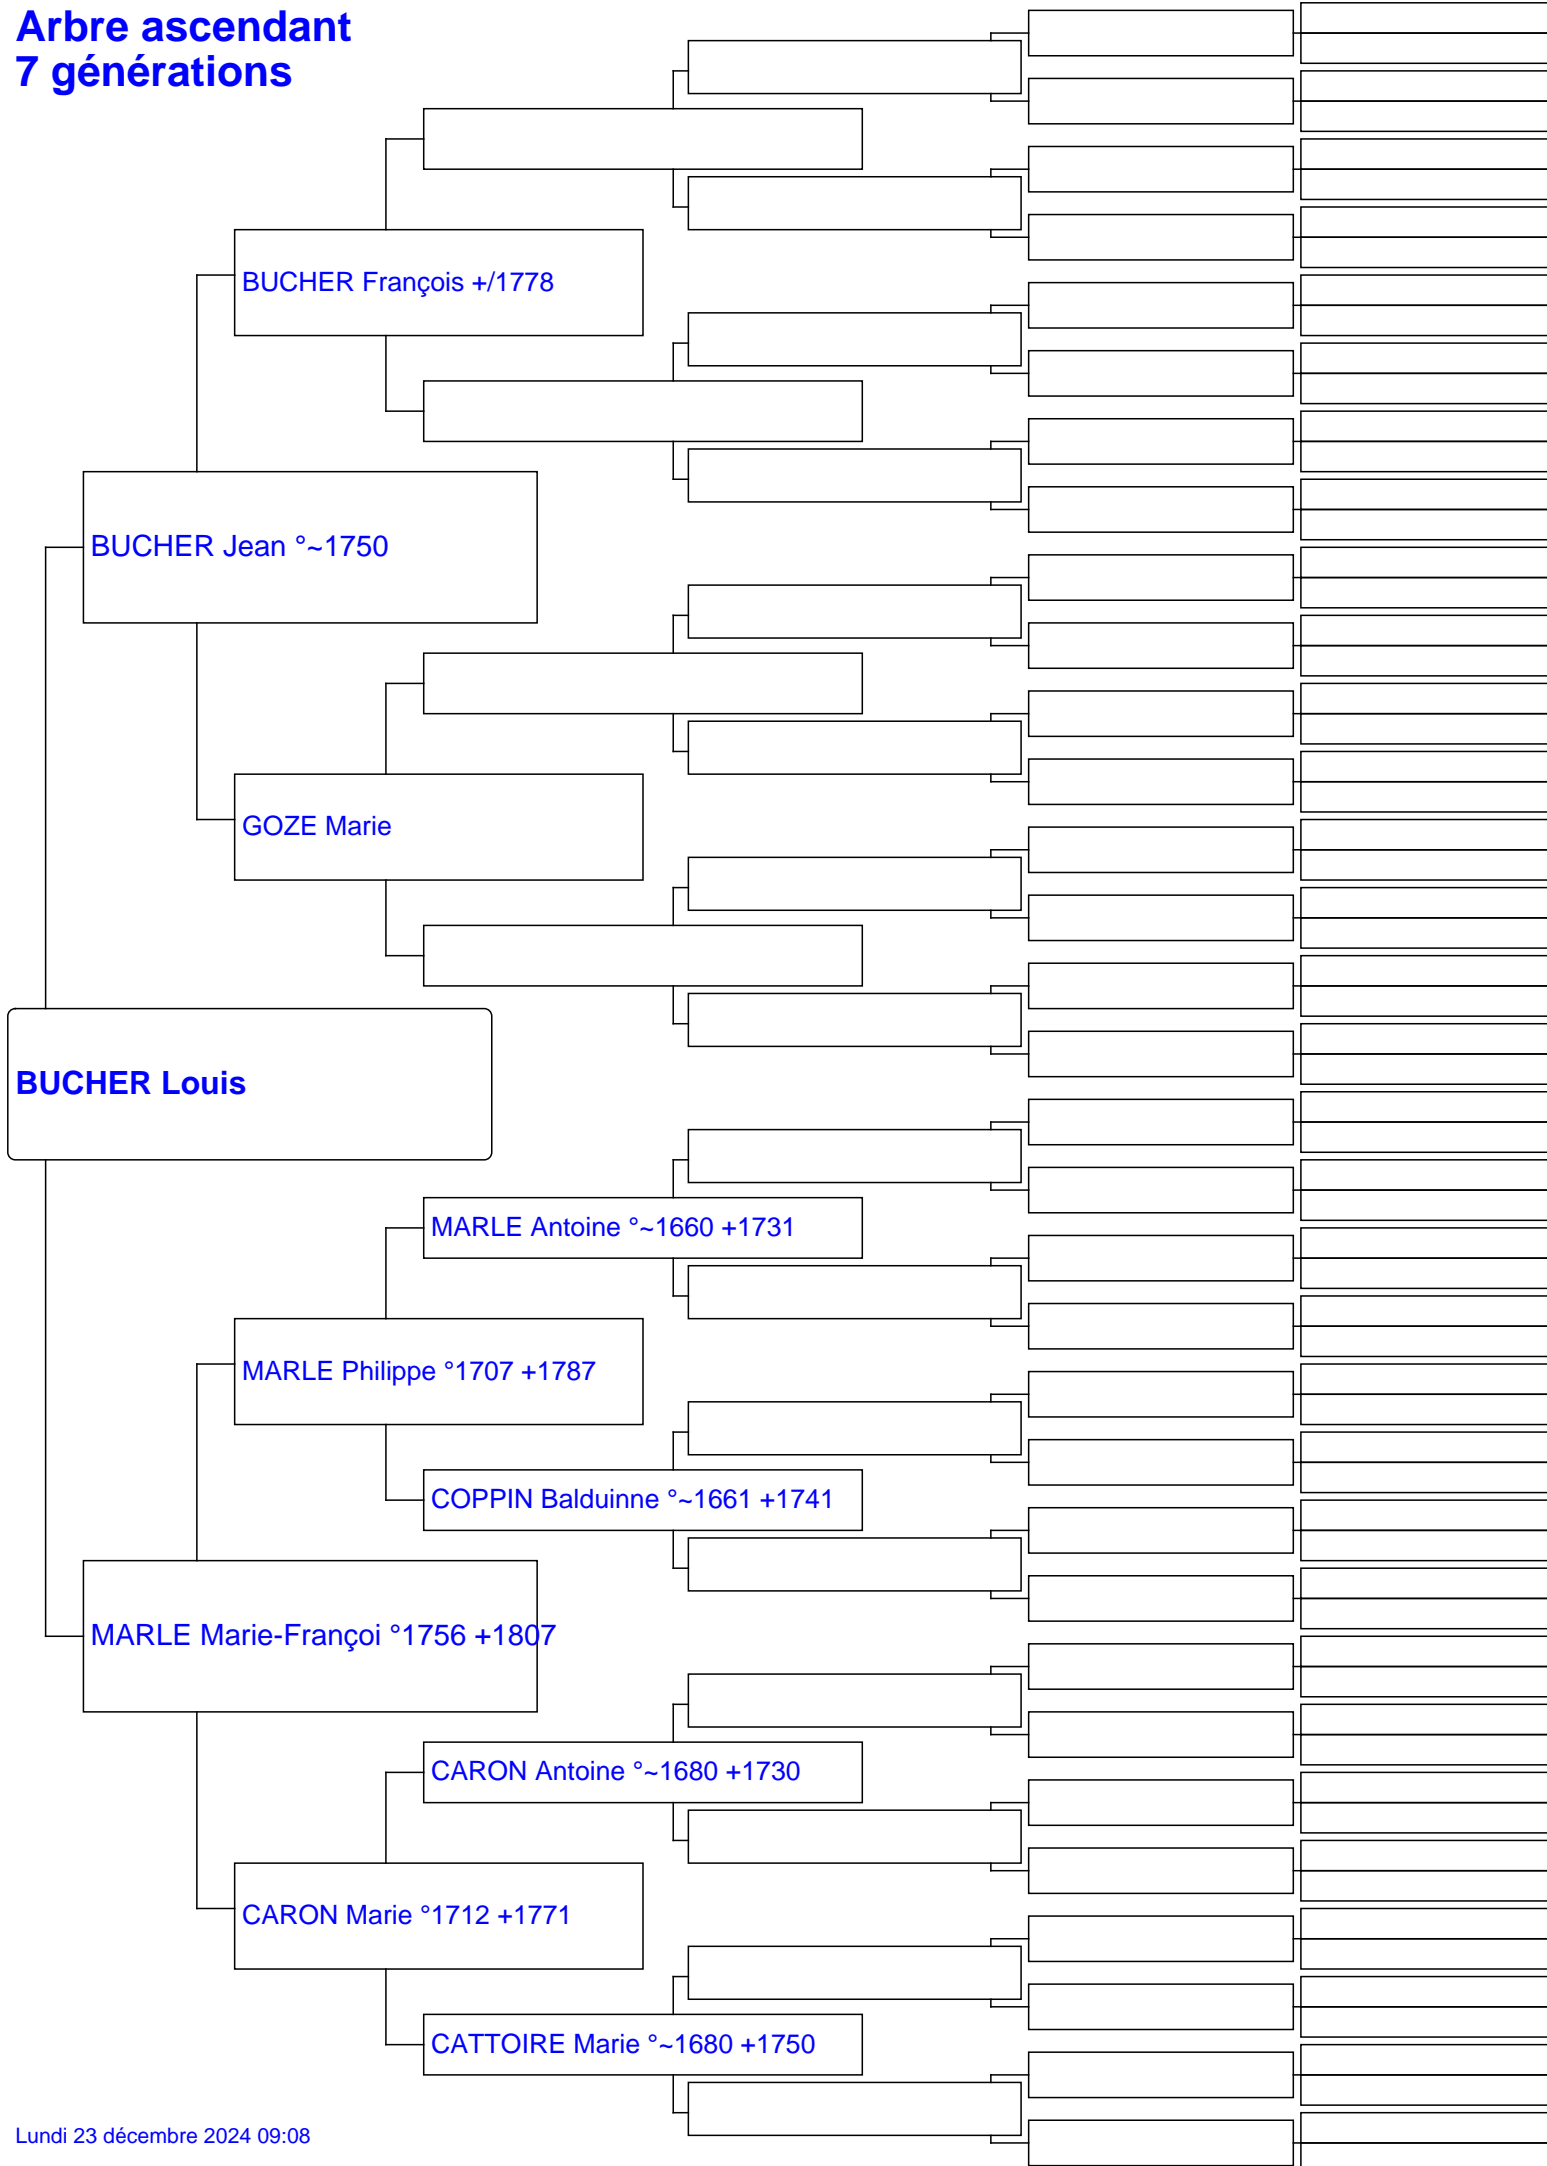 Arbre ascendant
7 générations
BUCHER François +/1778
BUCHER Jean °~1750
GOZE Marie
BUCHER Louis
MARLE Antoine °~1660 +1731
MARLE Philippe °1707 +1787
COPPIN Balduinne °~1661 +1741
MARLE Marie-Françoi °1756 +1807
CARON Antoine °~1680 +1730
CARON Marie °1712 +1771
CATTOIRE Marie °~1680 +1750
Lundi 23 décembre 2024 09:08